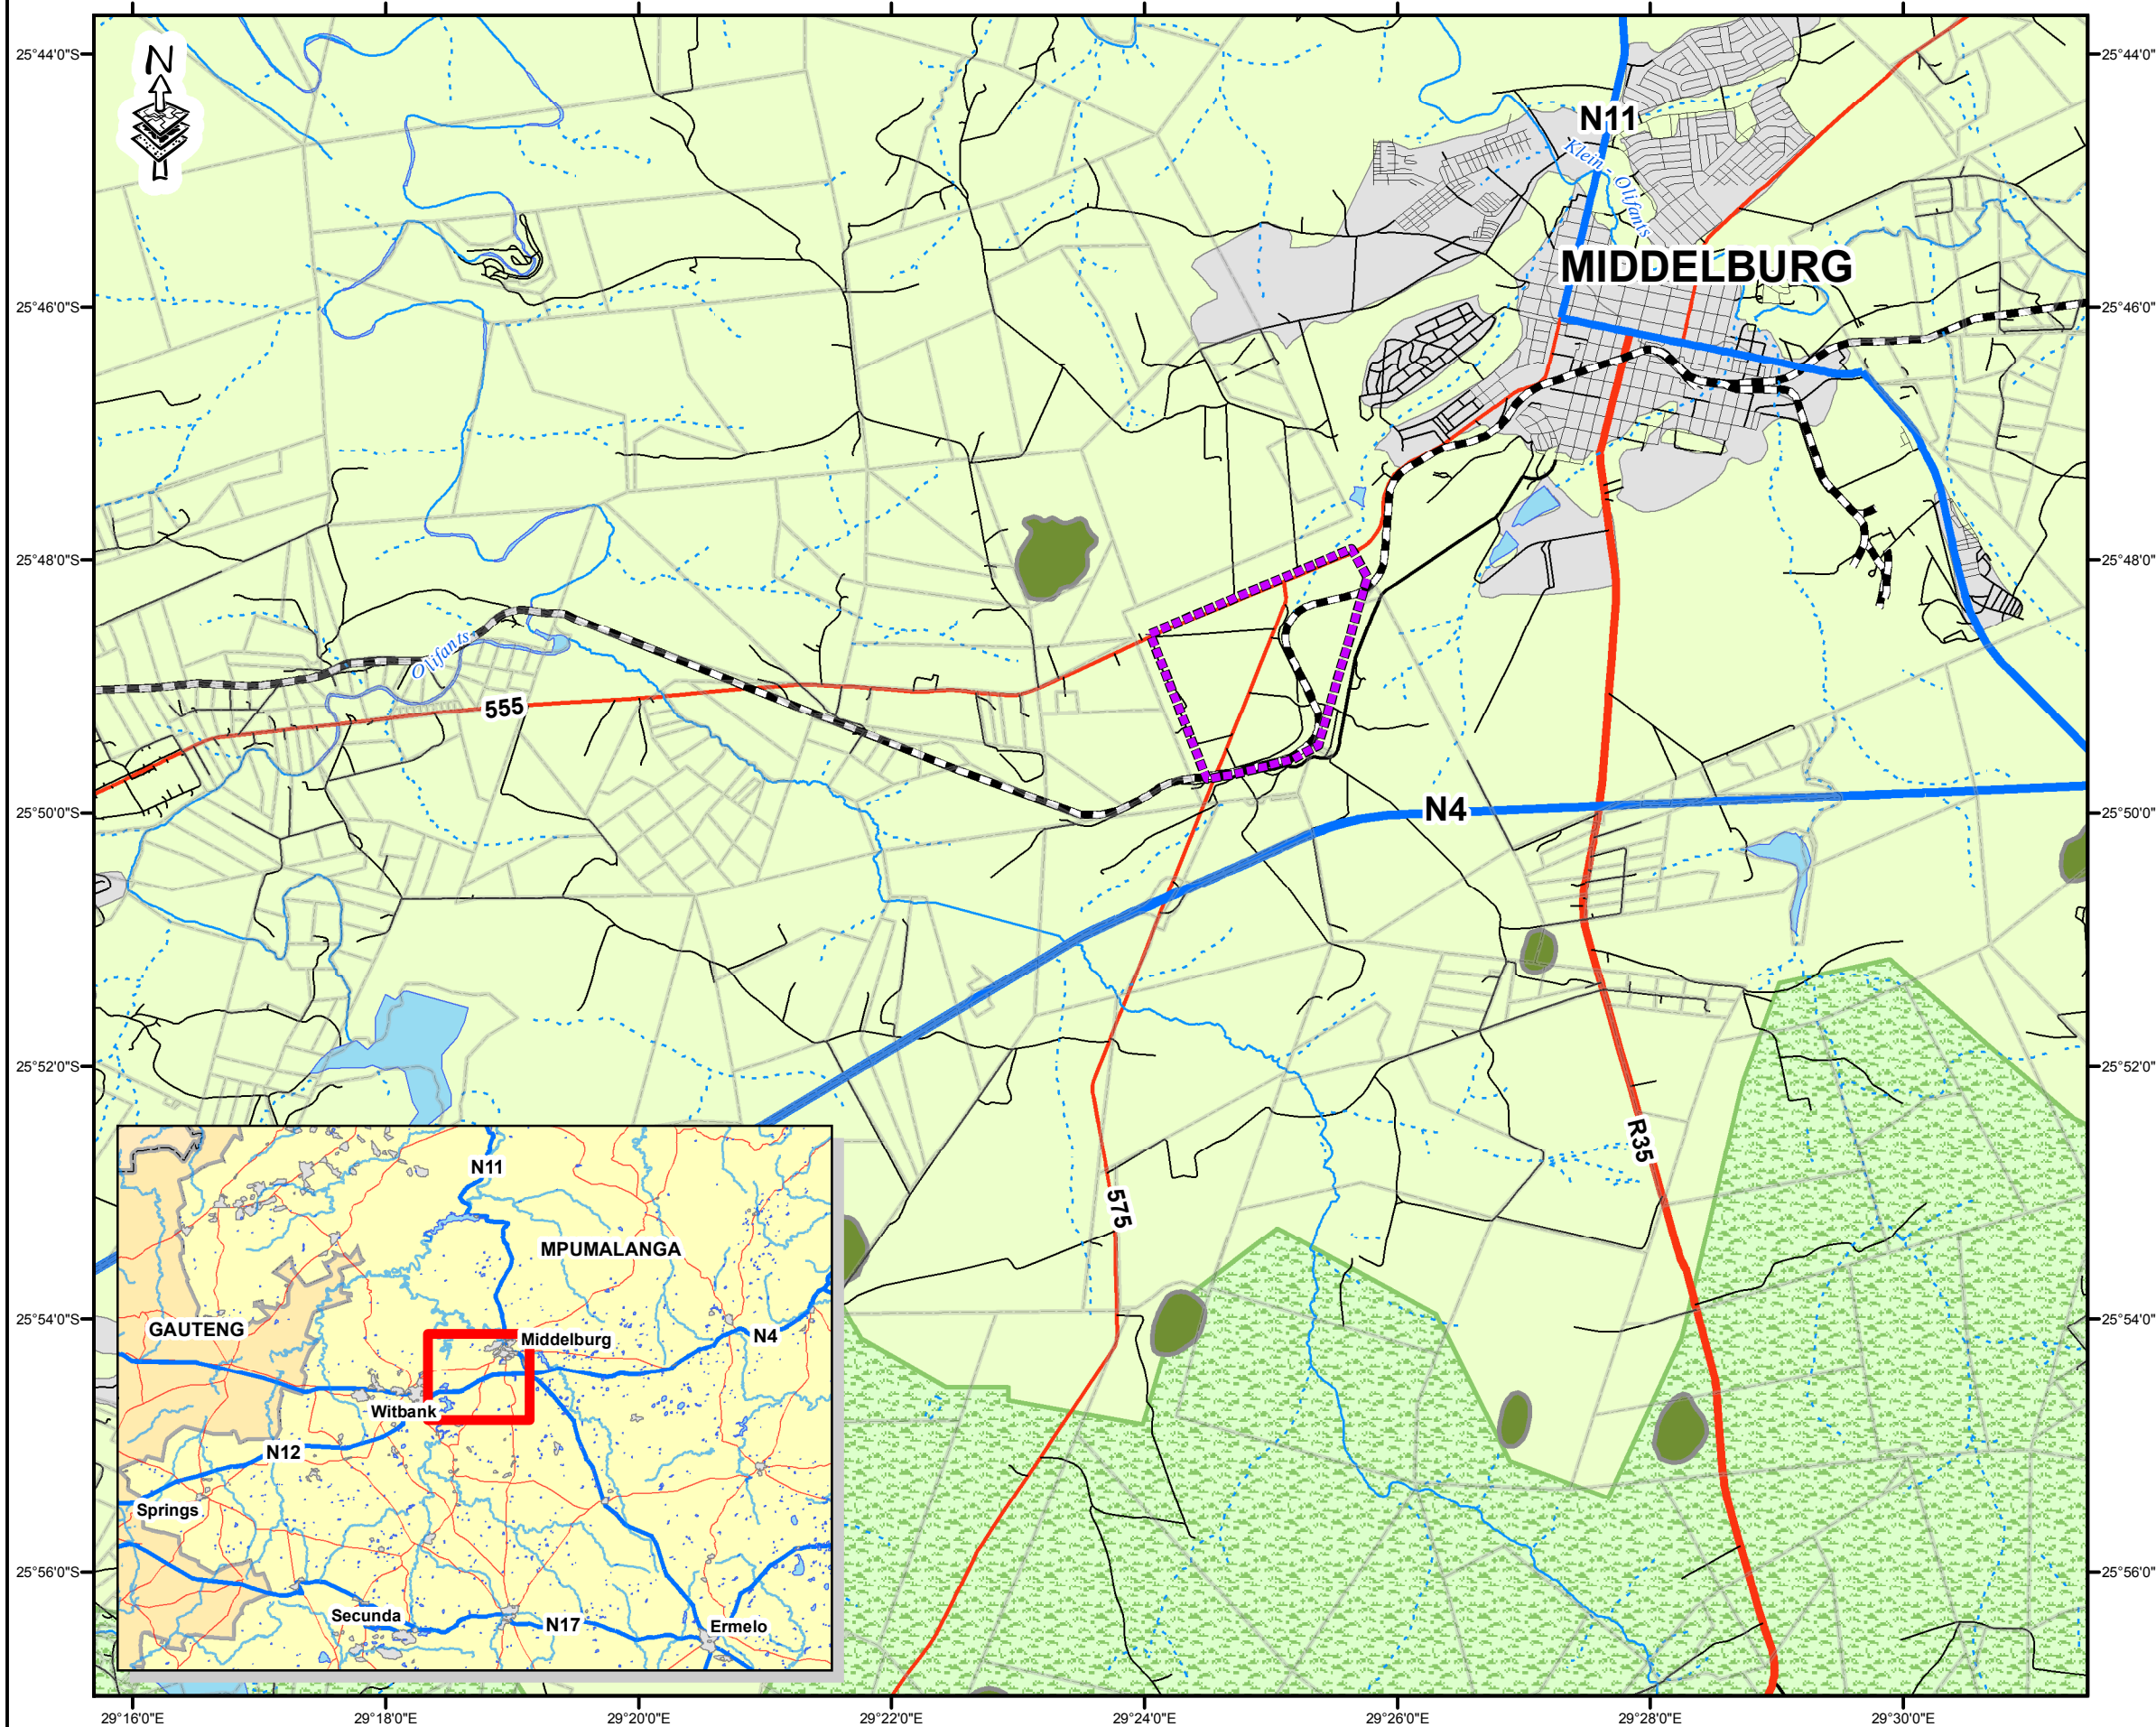 N
25°44'0"S
25°44'0"
N11
Klein - Olifants
MIDDELBURG
25°46'0"S
25°46'0"
25°48'0"S
25°48'0"
Olifants
555
25°50'0"S
N4
25°50'0"
25°52'0"S
25°52'0"
R35
575
N11
MPUMALANGA
25°54'0"S
25°54'0"
GAUTENG
Middelburg
N4
Witbank
N12
Springs
25°56'0"S
25°56'0"
Secunda
N17
Ermelo
29°16'0"E
29°18'0"E
29°20'0"E
29°22'0"E
29°24'0"E
29°26'0"E
29°28'0"E
29°30'0"E